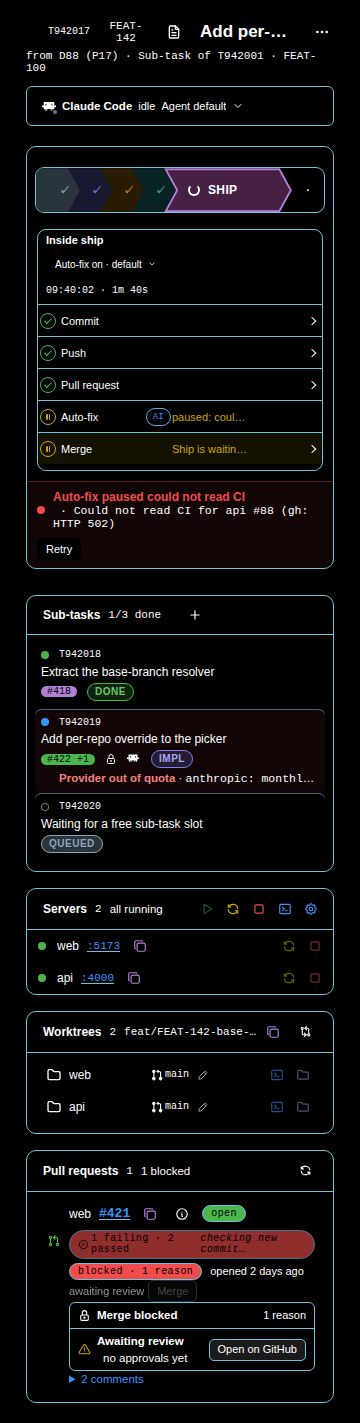 T942017 FEAT-142 Add per-…
from D88 (P17) · Sub-task of T942001 · FEAT-100
Claude Code idle Agent default
SHIP
Inside ship
Auto-fix on · default
09:40:02 · 1m 40s
Commit
Push
Pull request
Auto-fix AI paused: coul…
Merge Ship is waitin…
Auto-fix paused could not read CI
· Could not read CI for api #88 (gh:
HTTP 502)
Retry
Sub-tasks 1/3 done
T942018
Extract the base-branch resolver
#418 DONE
T942019
Add per-repo override to the picker
#422 +1 IMPL
Provider out of quota · anthropic: monthl…
T942020
Waiting for a free sub-task slot
QUEUED
Servers 2 all running
web :5173
api :4000
Worktrees 2 feat/FEAT-142-base-…
web main
api main
Pull requests 1 1 blocked
web #421 open
1 failing · 2 passed checking new commit…
blocked · 1 reason opened 2 days ago
awaiting review Merge
Merge blocked 1 reason
Awaiting review
no approvals yet
Open on GitHub
2 comments